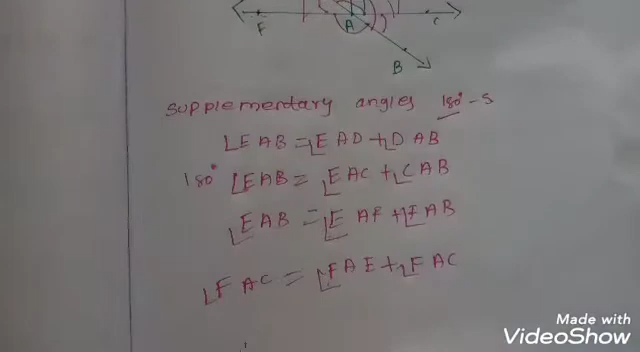 F A C
B
Supplementary angles 180° - S
∠EAB = ∠EAD + ∠DAB
180° ∠EAB = ∠EAC + ∠CAB
∠EAB = ∠EAF + ∠FAB
∠FAC = ∠FAE + ∠FAC
Made with
VideoShow